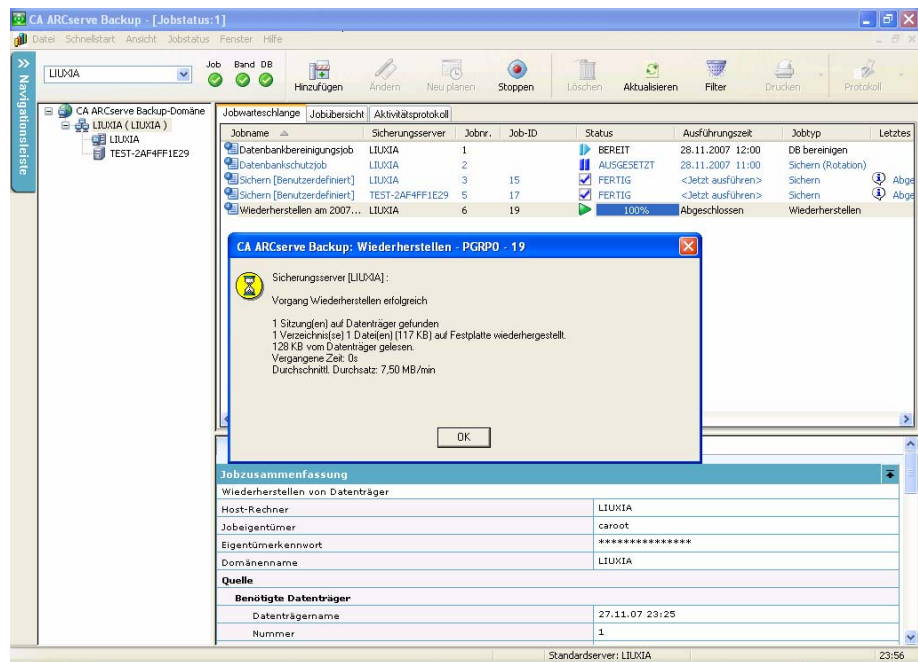 CA ARCserve Backup - [Jobstatus:1]
Datei Schnellstart Ansicht Jobstatus Fenster Hilfe
LIUXIA
Job Band DB
Hinzufügen Ändern Neu planen Stoppen Löschen Aktualisieren Filter Drucken Protokoll
Navigationsleiste
CA ARCserve Backup-Domäne
LIUXIA ( LIUXIA )
LIUXIA
TEST-2AF4FF1E29
Jobwarteschlange Jobübersicht Aktivitätsprotokoll
Jobname Sicherungsserver Jobnr. Job-ID Status Ausführungszeit Jobtyp Letztes
Datenbankbereinigungsjob LIUXIA 1 BEREIT 28.11.2007 12:00 DB bereinigen
Datenbankschutzjob LIUXIA 2 AUSGESETZT 28.11.2007 11:00 Sichern (Rotation)
Sichern [Benutzerdefiniert] LIUXIA 3 15 FERTIG <Jetzt ausführen> Sichern Abge
Sichern [Benutzerdefiniert] TEST-2AF4FF1E29 5 17 FERTIG <Jetzt ausführen> Sichern Abge
Wiederherstellen am 2007... LIUXIA 6 19 100% Abgeschlossen Wiederherstellen
CA ARCserve Backup: Wiederherstellen - PGRP0 - 19
Sicherungsserver [LIUXIA] :
Vorgang Wiederherstellen erfolgreich
1 Sitzung(en) auf Datenträger gefunden
1 Verzeichnis(se) 1 Datei(en) (117 KB) auf Festplatte wiederhergestellt.
128 KB vom Datenträger gelesen.
Vergangene Zeit: 0s
Durchschnittl. Durchsatz: 7,50 MB/min
OK
Jobzusammenfassung
Wiederherstellen von Datenträger
Host-Rechner LIUXIA
Jobeigentümer caroot
Eigentümerkennwort ***************
Domänenname LIUXIA
Quelle
Benötigte Datenträger
Datenträgername 27.11.07 23:25
Nummer 1
Standardserver: LIUXIA 23:56